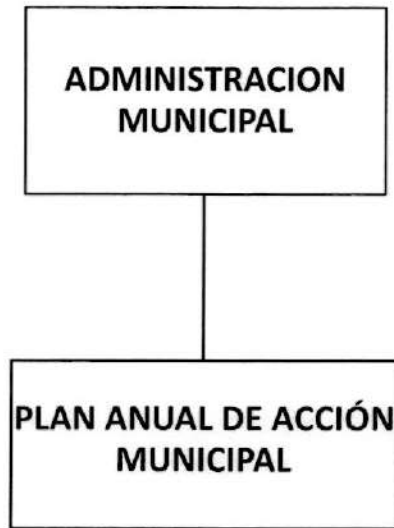 ADMINISTRACION
MUNICIPAL
PLAN ANUAL DE ACCIÓN
MUNICIPAL